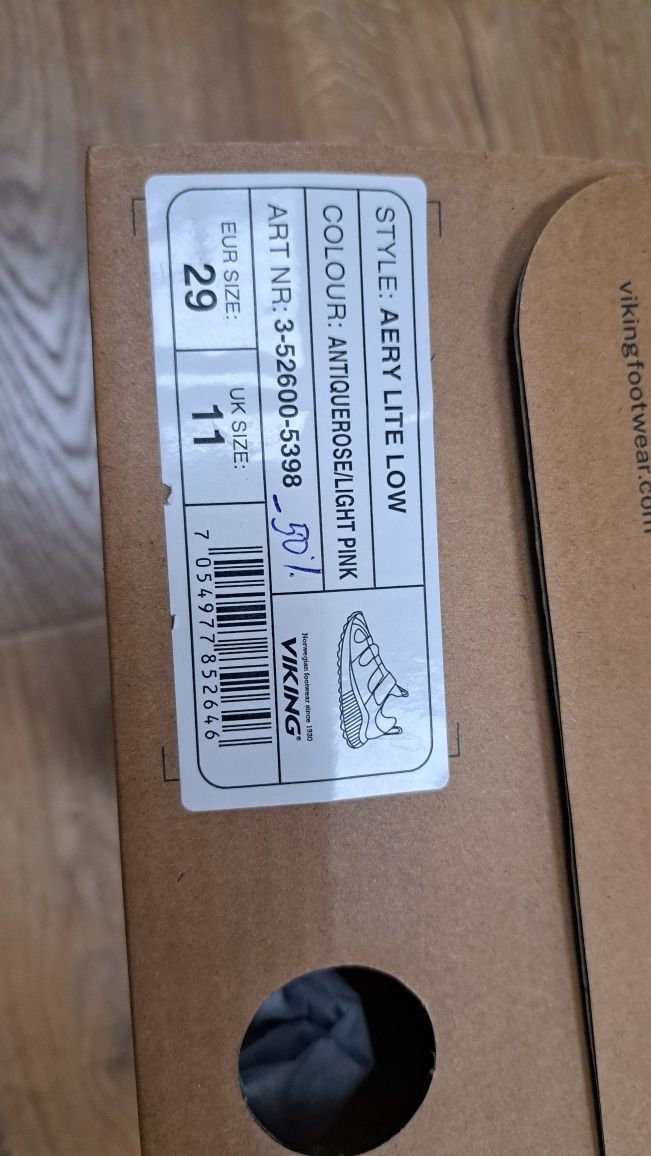 STYLE: AERY LITE LOW
COLOUR: ANTIQUEROSE/LIGHT PINK
ART NR: 3-52600-5398
-50%
EUR SIZE:
29
UK SIZE:
11
7 054977 852646
Norwegian footwear since 1920
VIKING®
vikingfootwear.com